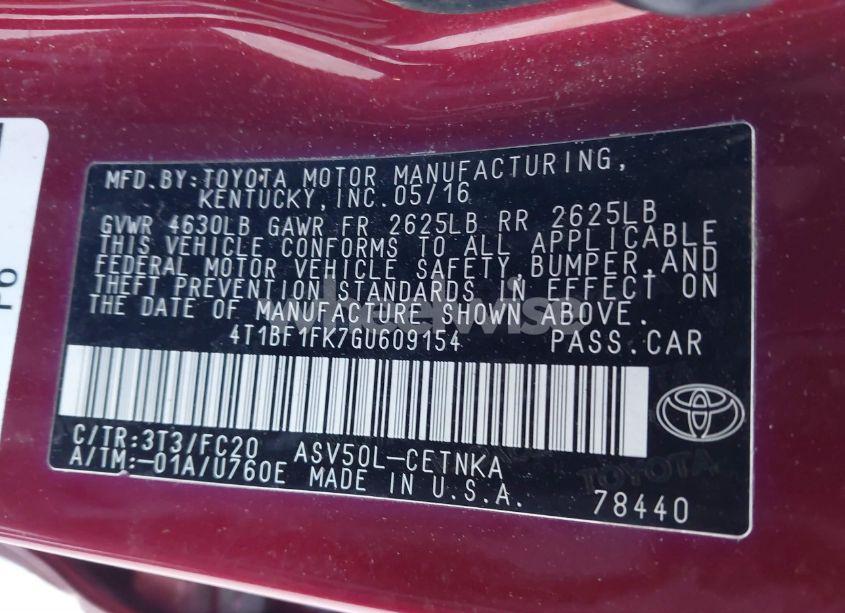 MFD.BY:TOYOTA MOTOR MANUFACTURING,
KENTUCKY, INC.05/16
GVWR 4630LB GAWR FR 2625LB RR 2625LB
THIS VEHICLE CONFORMS TO ALL APPLICABLE
FEDERAL MOTOR VEHICLE SAFETY,BUMPER,AND
THEFT PREVENTION STANDARDS IN EFFECT ON
THE DATE OF MANUFACTURE SHOWN ABOVE.
wheelwise
4T1BF1FK7GU609154 PASS.CAR
C/TR:3T3/FC20 ASV50L-CETNKA
A/TM:-01A/U760E MADE IN U.S.A.
TOYOTA
78440